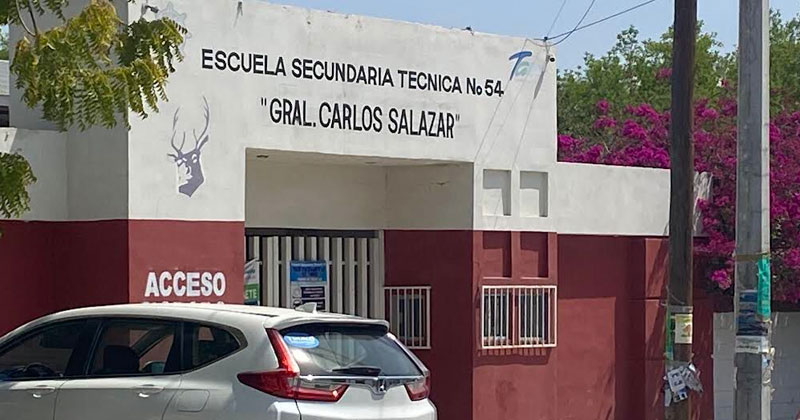 ESCUELA SECUNDARIA TECNICA No 54
"GRAL. CARLOS SALAZAR"
ACCESO